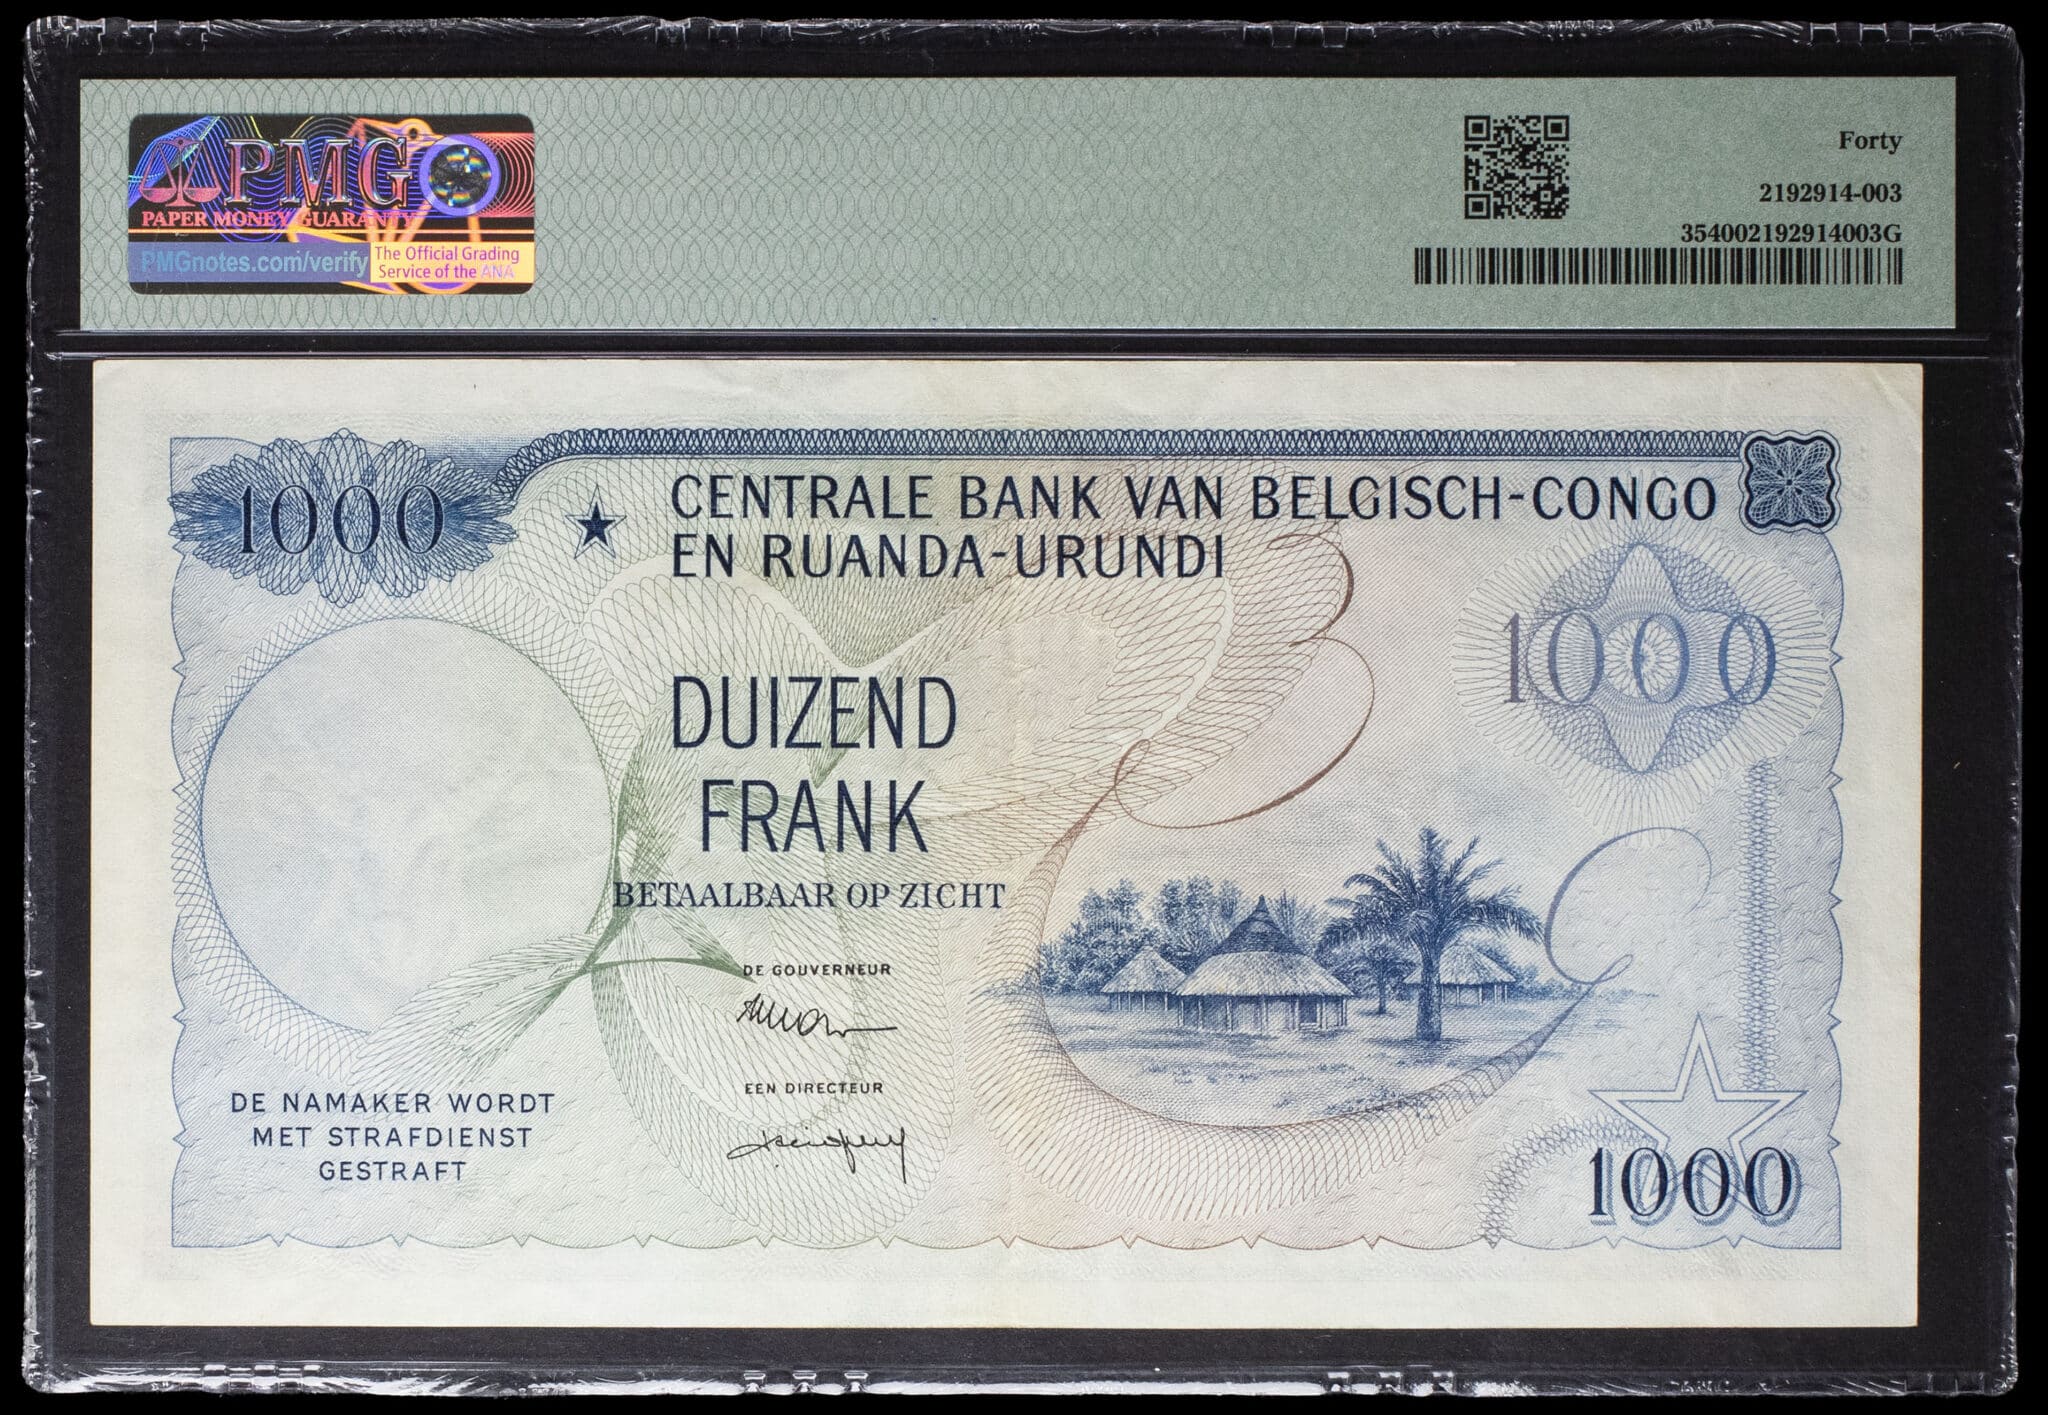 PMG
PAPER MONEY GUARANTY
PMGnotes.com/verify
The Official Grading
Service of the ANA
Forty
2192914-003
354002192914003G
1000
CENTRALE BANK VAN BELGISCH-CONGO
EN RUANDA-URUNDI
1000
DUIZEND
FRANK
BETAALBAAR OP ZICHT
DE GOUVERNEUR
EEN DIRECTEUR
DE NAMAKER WORDT
MET STRAFDIENST
GESTRAFT
1000